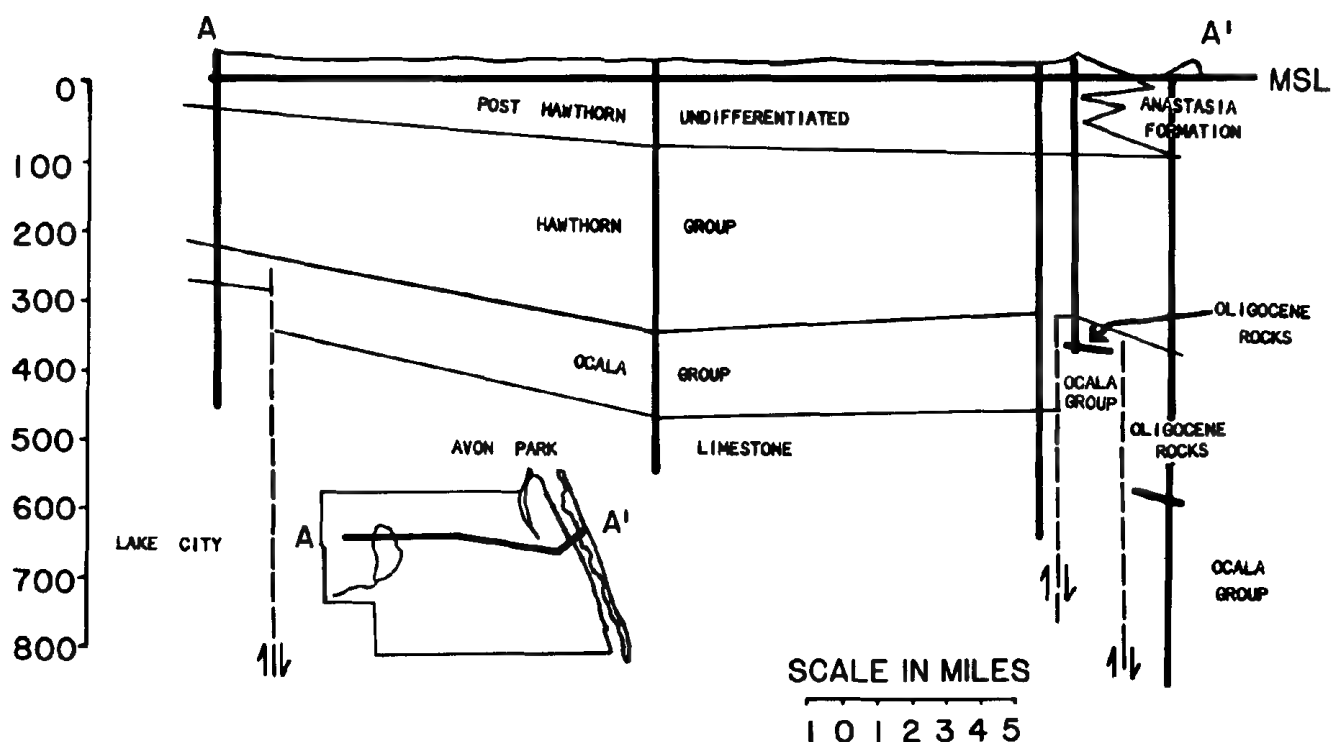 A
A'
0
MSL
POST HAWTHORN UNDIFFERENTIATED
ANASTASIA
FORMATION
100
200
HAWTHORN GROUP
300
OLIGOCENE
ROCKS
400
OCALA GROUP
OCALA
GROUP
500
AVON PARK LIMESTONE
OLIGOCENE
ROCKS
600
A
A'
LAKE CITY
700
OCALA
GROUP
800
SCALE IN MILES
1 0 1 2 3 4 5